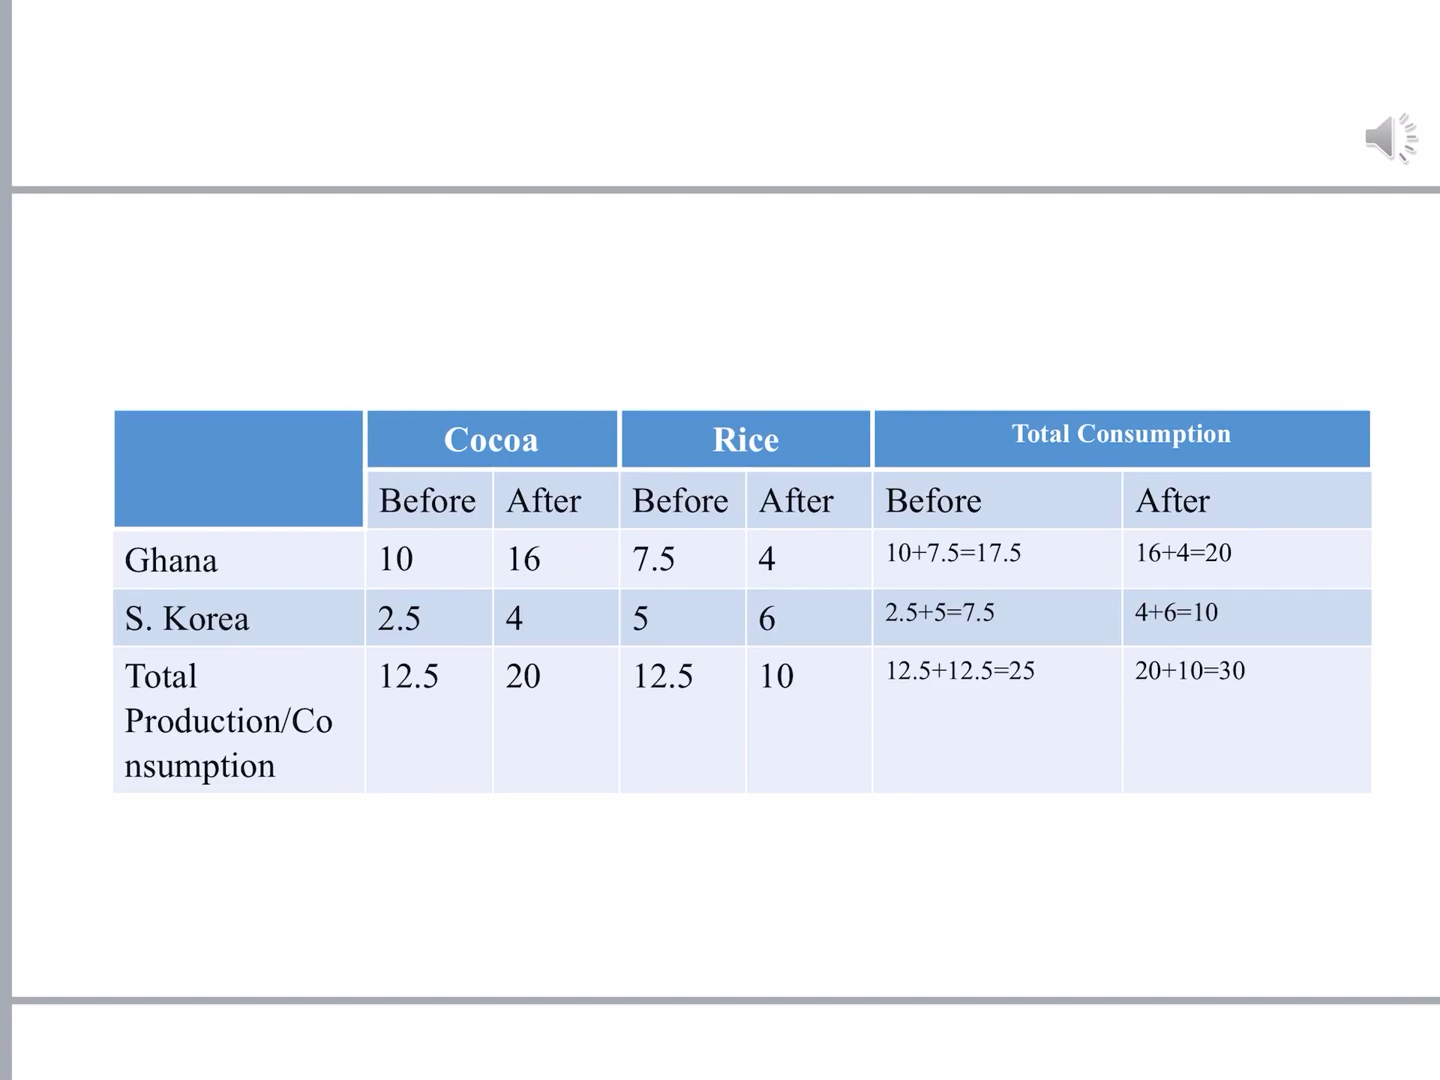 Cocoa Rice Total Consumption
Before After Before After Before After
Ghana 10 16 7.5 4 10+7.5=17.5 16+4=20
S. Korea 2.5 4 5 6 2.5+5=7.5 4+6=10
Total 12.5 20 12.5 10 12.5+12.5=25 20+10=30
Production/Co
nsumption